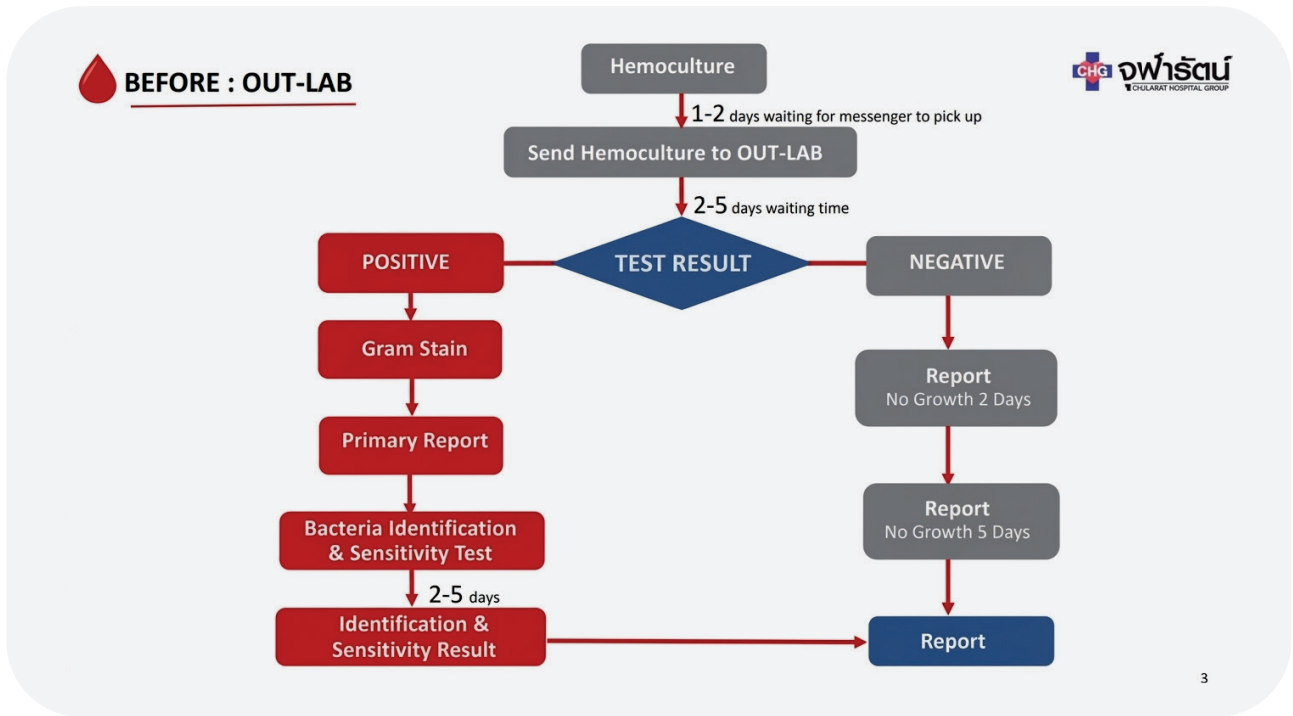 BEFORE : OUT-LAB
CHG จุฬารัตน์
CHULARAT HOSPITAL GROUP
Hemoculture
1-2 days waiting for messenger to pick up
Send Hemoculture to OUT-LAB
2-5 days waiting time
TEST RESULT
POSITIVE
Gram Stain
Primary Report
Bacteria Identification
& Sensitivity Test
2-5 days
Identification &
Sensitivity Result
NEGATIVE
Report
No Growth 2 Days
Report
No Growth 5 Days
Report
3